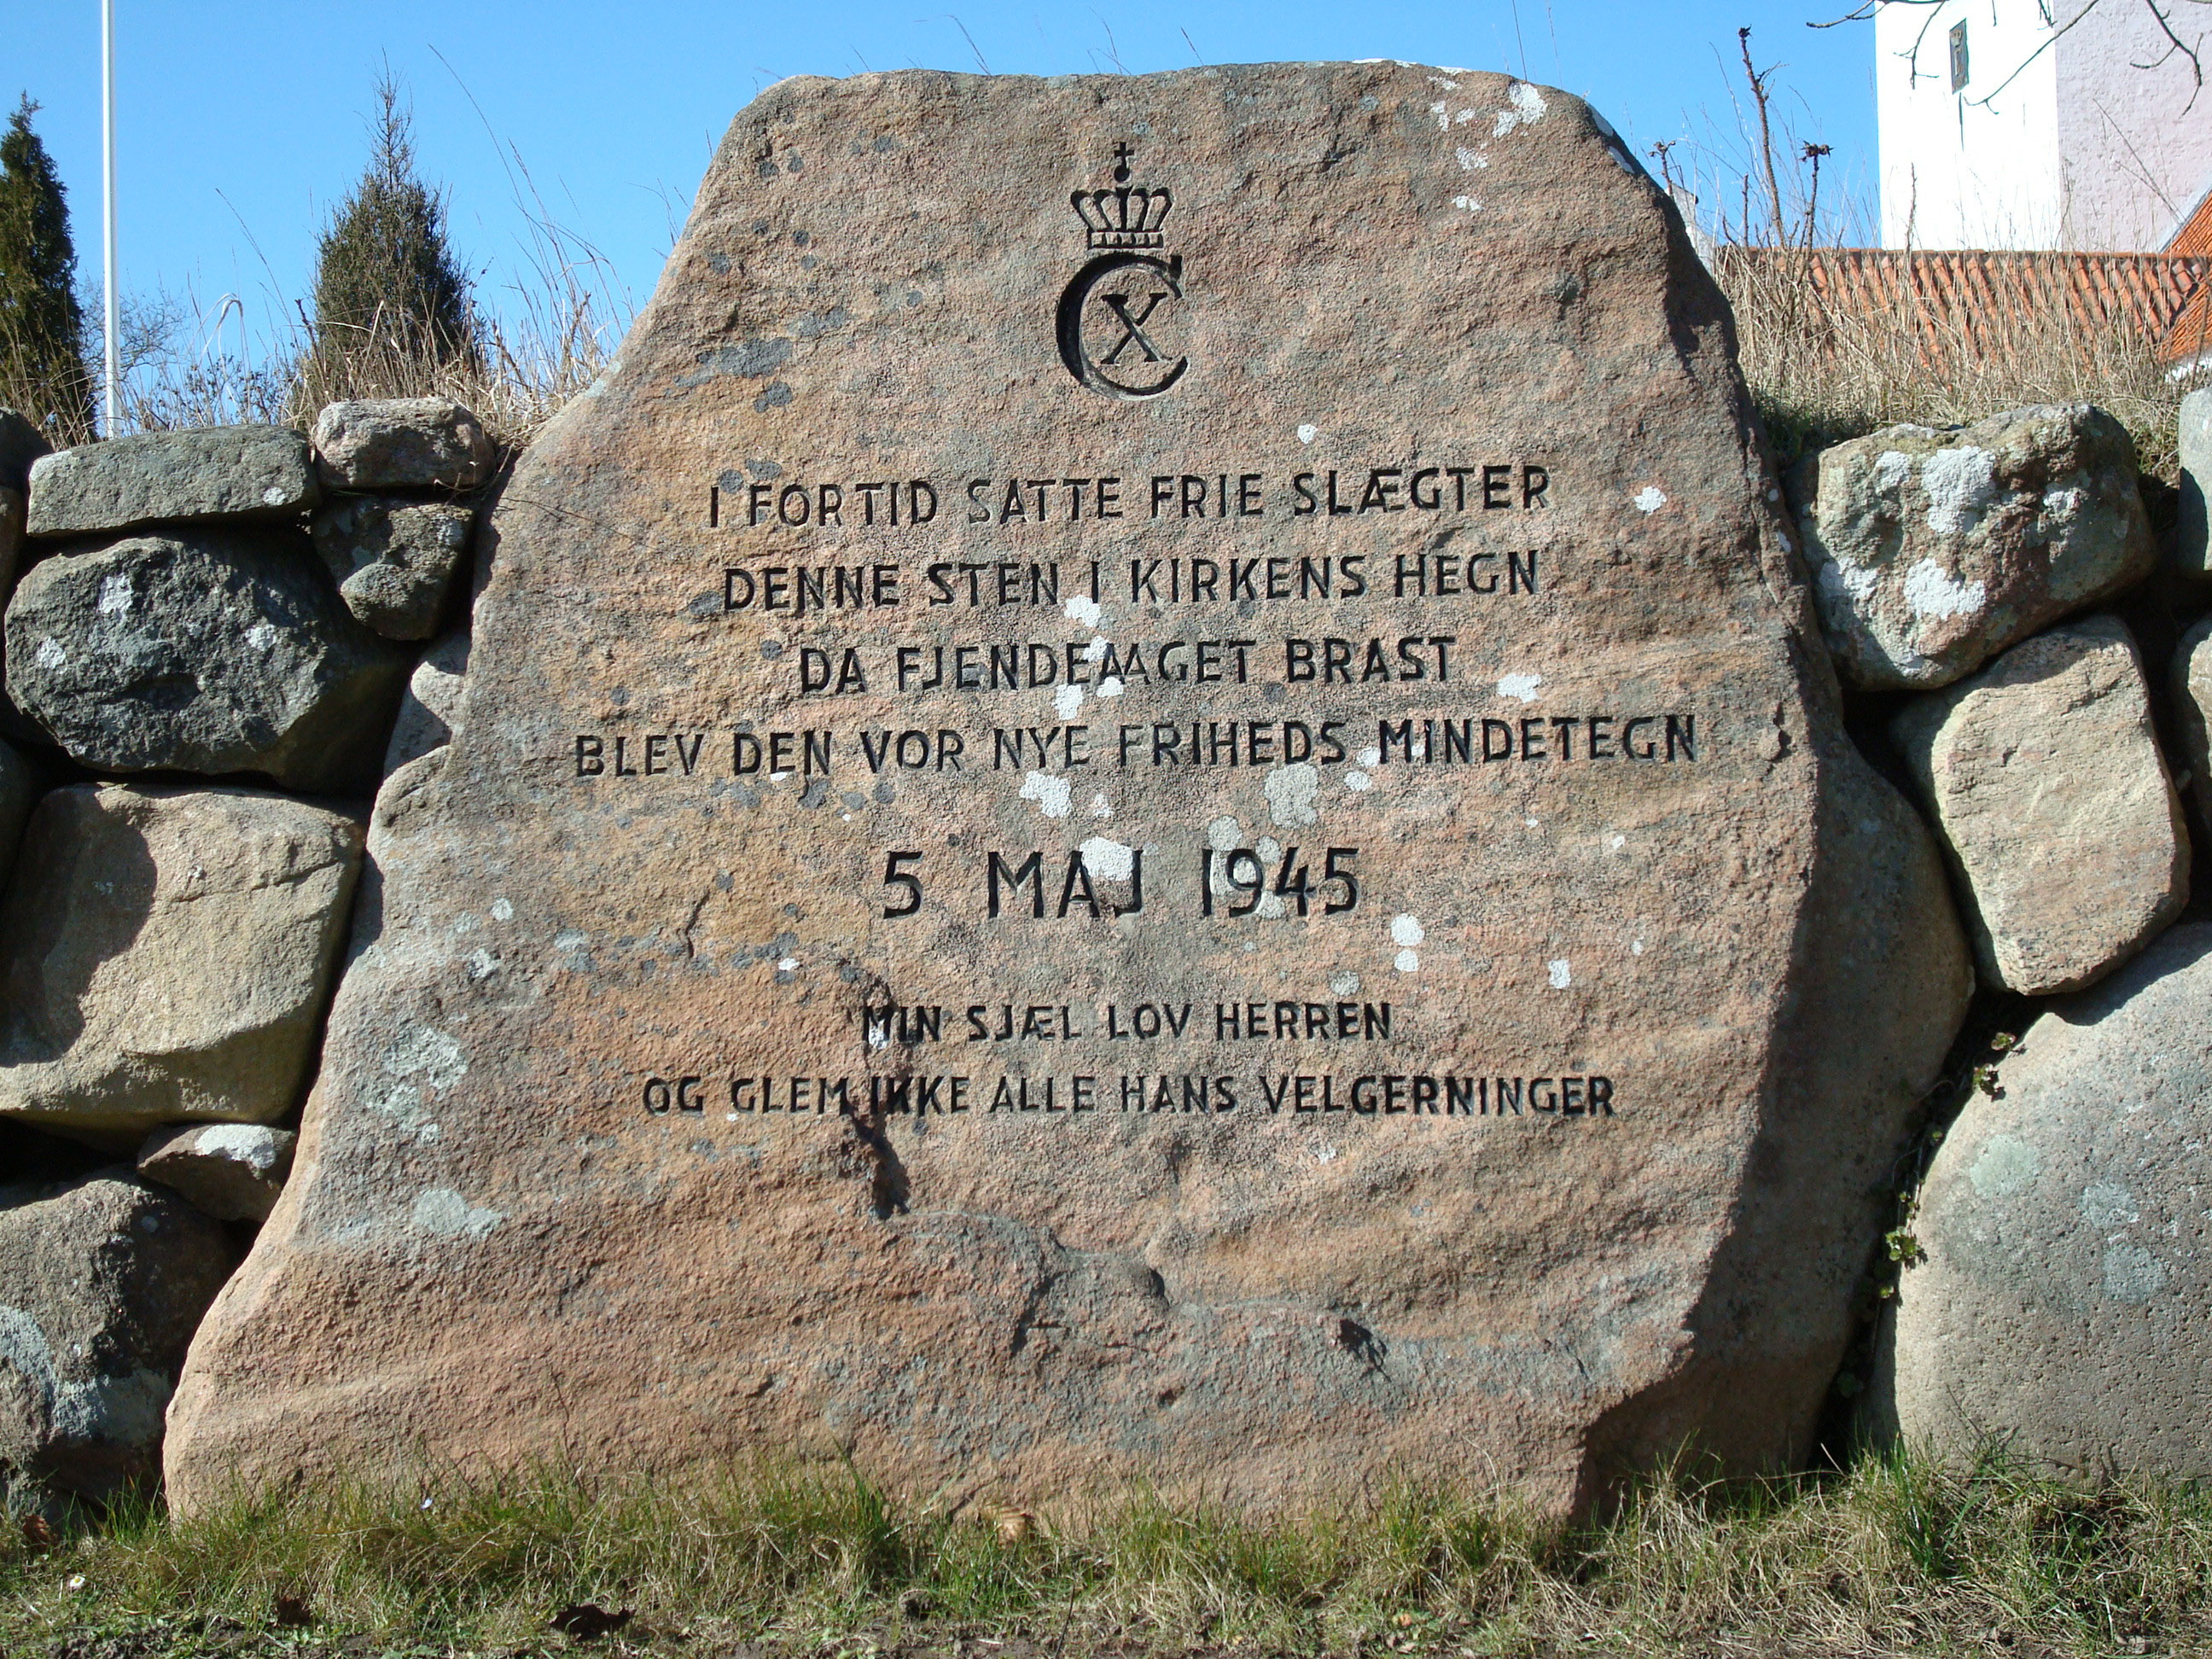 CX
I FORTID SATTE FRIE SLÆGTER
DENNE STEN I KIRKENS HEGN
DA FJENDEAAGET BRAST
BLEV DEN VOR NYE FRIHEDS MINDETEGN
5 MAJ 1945
MIN SJÆL LOV HERREN
OG GLEM IKKE ALLE HANS VELGERNINGER